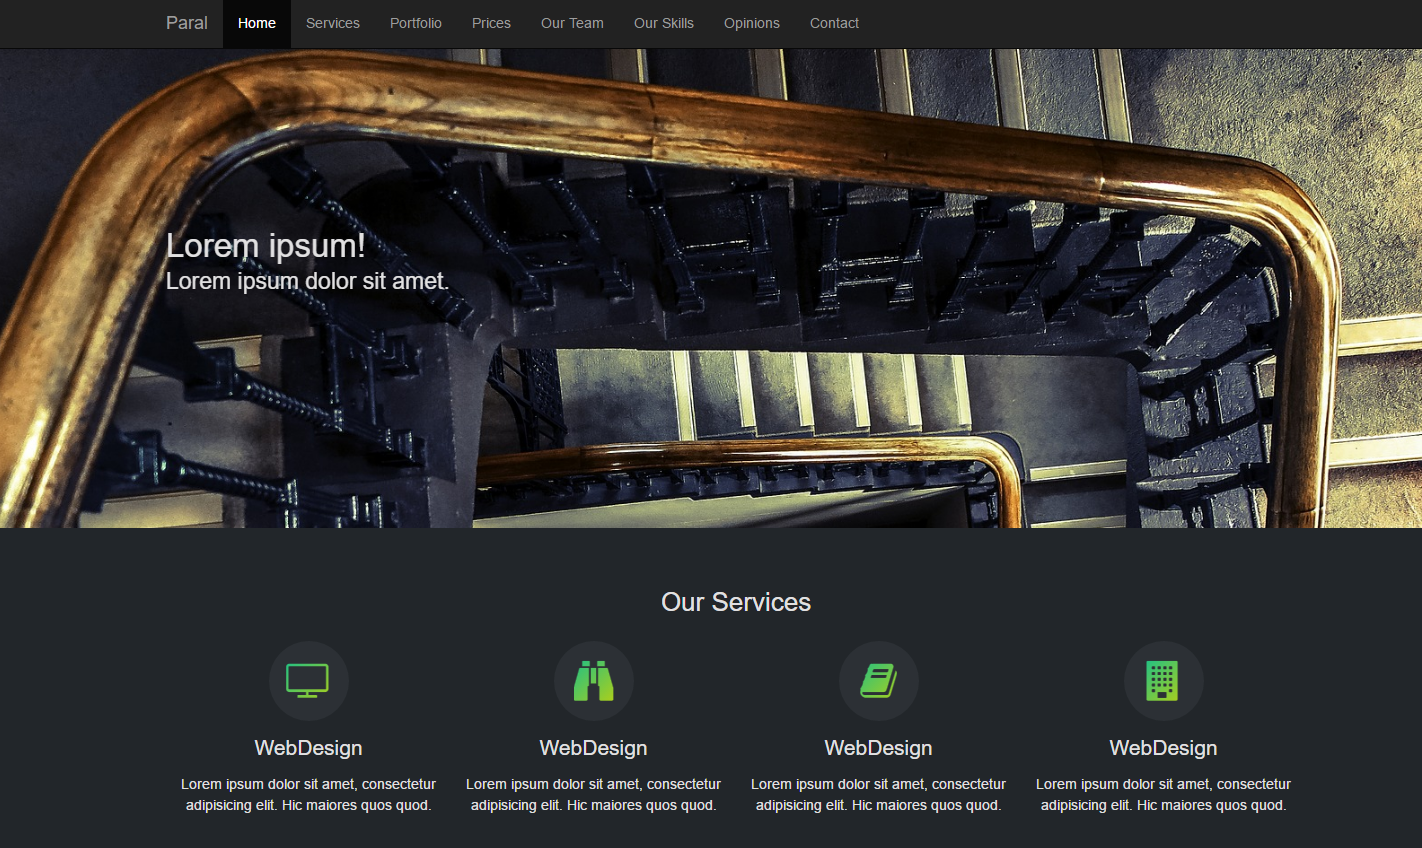 Paral Home Services Portfolio Prices Our Team Our Skills Opinions Contact
Lorem ipsum!
Lorem ipsum dolor sit amet.
Our Services
WebDesign
Lorem ipsum dolor sit amet, consectetur
adipisicing elit. Hic maiores quos quod.
WebDesign
Lorem ipsum dolor sit amet, consectetur
adipisicing elit. Hic maiores quos quod.
WebDesign
Lorem ipsum dolor sit amet, consectetur
adipisicing elit. Hic maiores quos quod.
WebDesign
Lorem ipsum dolor sit amet, consectetur
adipisicing elit. Hic maiores quos quod.